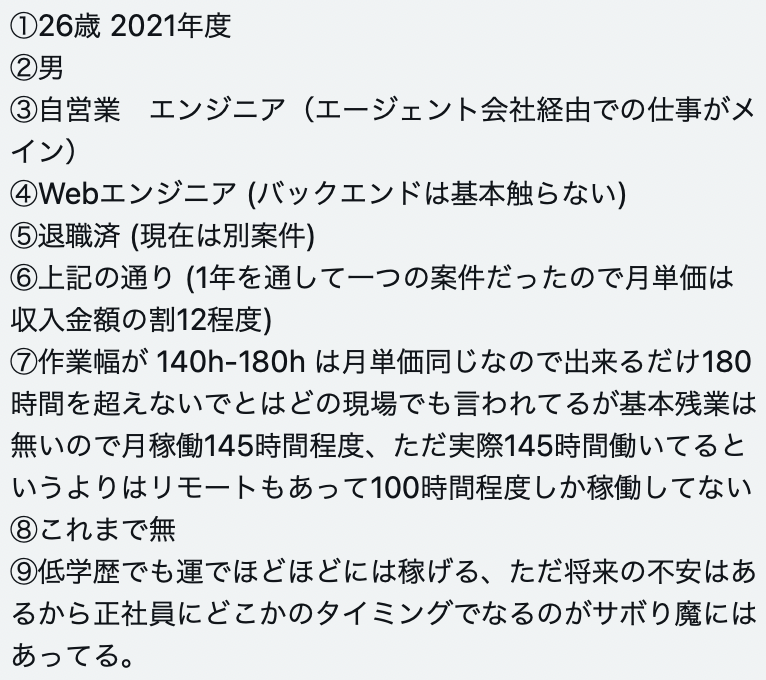 ①26歳 2021年度
②男
③自営業　エンジニア（エージェント会社経由での仕事がメ
イン）
④Webエンジニア (バックエンドは基本触らない)
⑤退職済 (現在は別案件)
⑥上記の通り (1年を通して一つの案件だったので月単価は
収入金額の割12程度)
⑦作業幅が 140h-180h は月単価同じなので出来るだけ180
時間を超えないでとはどの現場でも言われてるが基本残業は
無いので月稼働145時間程度、ただ実際145時間働いてると
いうよりはリモートもあって100時間程度しか稼働してない
⑧これまで無
⑨低学歴でも運でほどほどには稼げる、ただ将来の不安はあ
るから正社員にどこかのタイミングでなるのがサボり魔には
あってる。